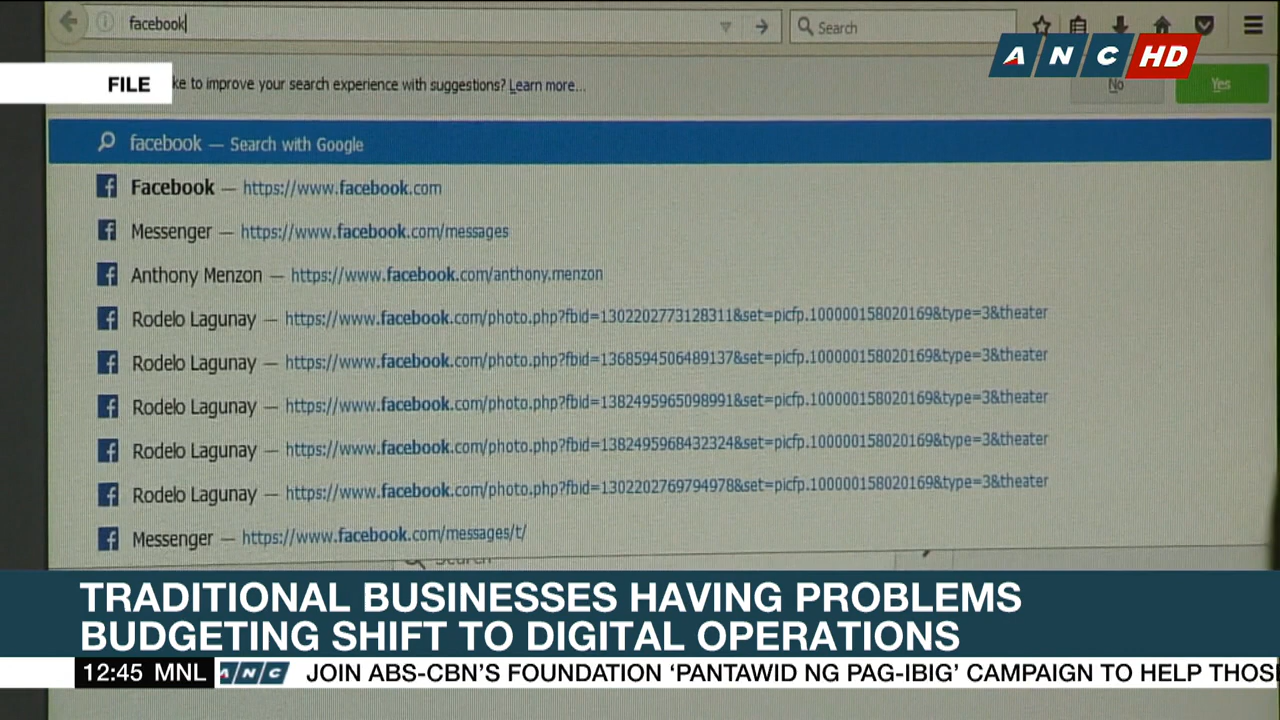 facebook
Search
ANC HD
FILE
ke to improve your search experience with suggestions? Learn more...
No
Yes
facebook — Search with Google
Facebook — https://www.facebook.com
Messenger — https://www.facebook.com/messages
Anthony Menzon — https://www.facebook.com/anthony.menzon
Rodelo Lagunay — https://www.facebook.com/photo.php?fbid=1302202773128311&set=picfp.100000158020169&type=3&theater
Rodelo Lagunay — https://www.facebook.com/photo.php?fbid=1368594506489137&set=picfp.100000158020169&type=3&theater
Rodelo Lagunay — https://www.facebook.com/photo.php?fbid=1382495965098991&set=picfp.100000158020169&type=3&theater
Rodelo Lagunay — https://www.facebook.com/photo.php?fbid=1382495968432324&set=picfp.100000158020169&type=3&theater
Rodelo Lagunay — https://www.facebook.com/photo.php?fbid=1302202769794978&set=picfp.100000158020169&type=3&theater
Messenger — https://www.facebook.com/messages/t/
TRADITIONAL BUSINESSES HAVING PROBLEMS
BUDGETING SHIFT TO DIGITAL OPERATIONS
12:45 MNL ANC JOIN ABS-CBN'S FOUNDATION 'PANTAWID NG PAG-IBIG' CAMPAIGN TO HELP THOS